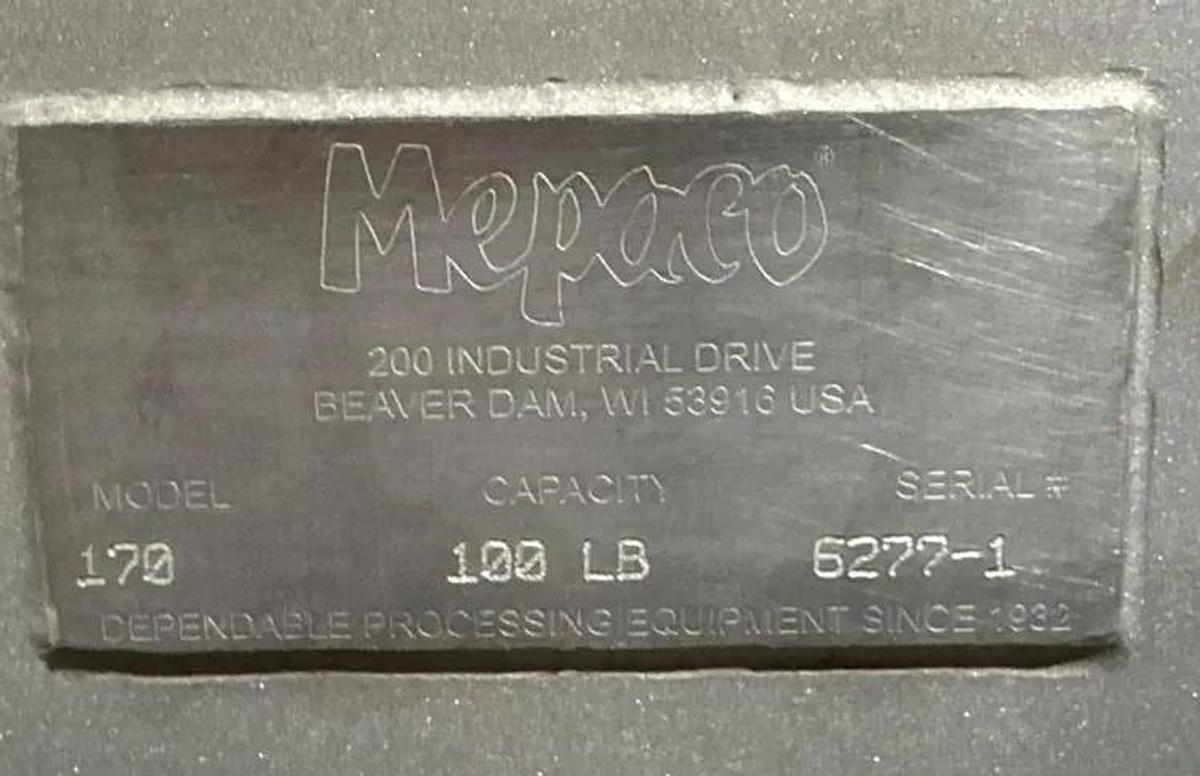 Mepaco®
200 INDUSTRIAL DRIVE
BEAVER DAM, WI 53916 USA
MODEL CAPACITY SERIAL #
170 100 LB 6277-1
DEPENDABLE PROCESSING EQUIPMENT SINCE 1932